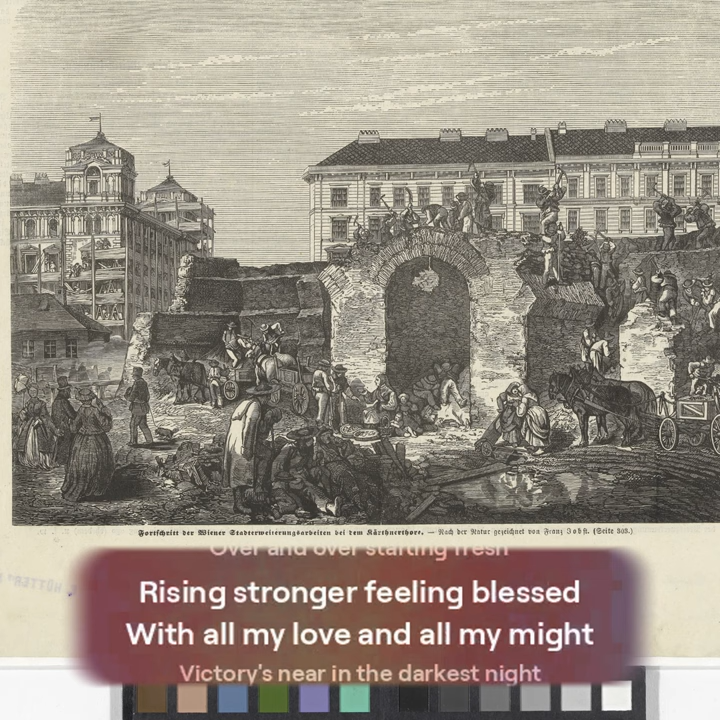 Fortschritt der Wiener Stadterweiterungsarbeiten bei dem Kärthnerthore. — Nach der Natur gezeichnet von Franz Jobst. (Seite 303.)
Over and over starting fresh
Rising stronger feeling blessed
With all my love and all my might
Victory's near in the darkest night